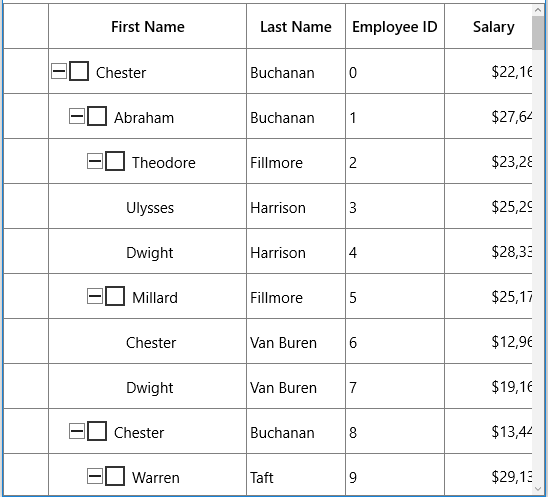 First Name Last Name Employee ID Salary
Chester Buchanan 0 $22,16
Abraham Buchanan 1 $27,64
Theodore Fillmore 2 $23,28
Ulysses Harrison 3 $25,29
Dwight Harrison 4 $28,33
Millard Fillmore 5 $25,17
Chester Van Buren 6 $12,96
Dwight Van Buren 7 $19,16
Chester Buchanan 8 $13,44
Warren Taft 9 $29,13